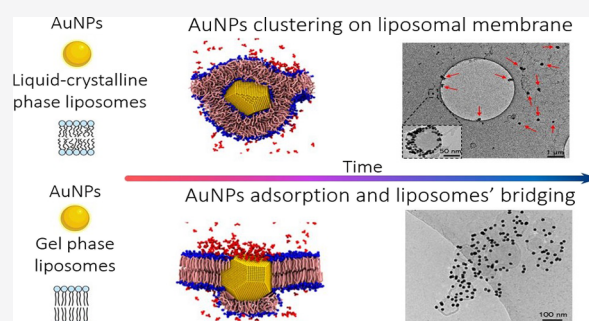 AuNPs
AuNPs clustering on liposomal membrane
Liquid-crystalline
phase liposomes
50 nm
1 µm
Time
AuNPs
AuNPs adsorption and liposomes' bridging
Gel phase
liposomes
100 nm